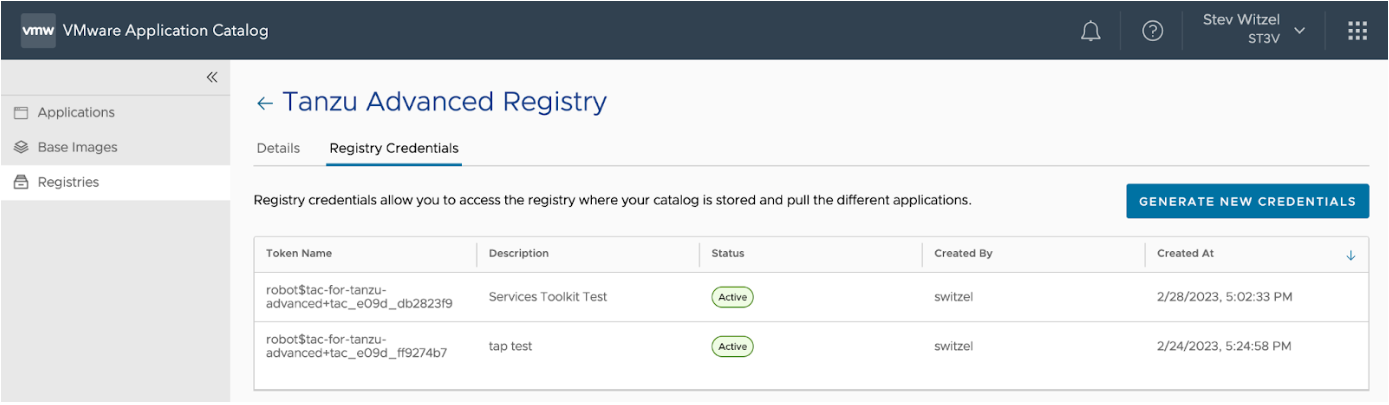 vmw VMware Application Catalog
Stev Witzel
ST3V
Applications
Base Images
Registries
Tanzu Advanced Registry
Details Registry Credentials
Registry credentials allow you to access the registry where your catalog is stored and pull the different applications.
GENERATE NEW CREDENTIALS
Token Name Description Status Created By Created At
robot$tac-for-tanzu-
advanced+tac_e09d_db2823f9 Services Toolkit Test Active switzel 2/28/2023, 5:02:33 PM
robot$tac-for-tanzu-
advanced+tac_e09d_ff9274b7 tap test Active switzel 2/24/2023, 5:24:58 PM